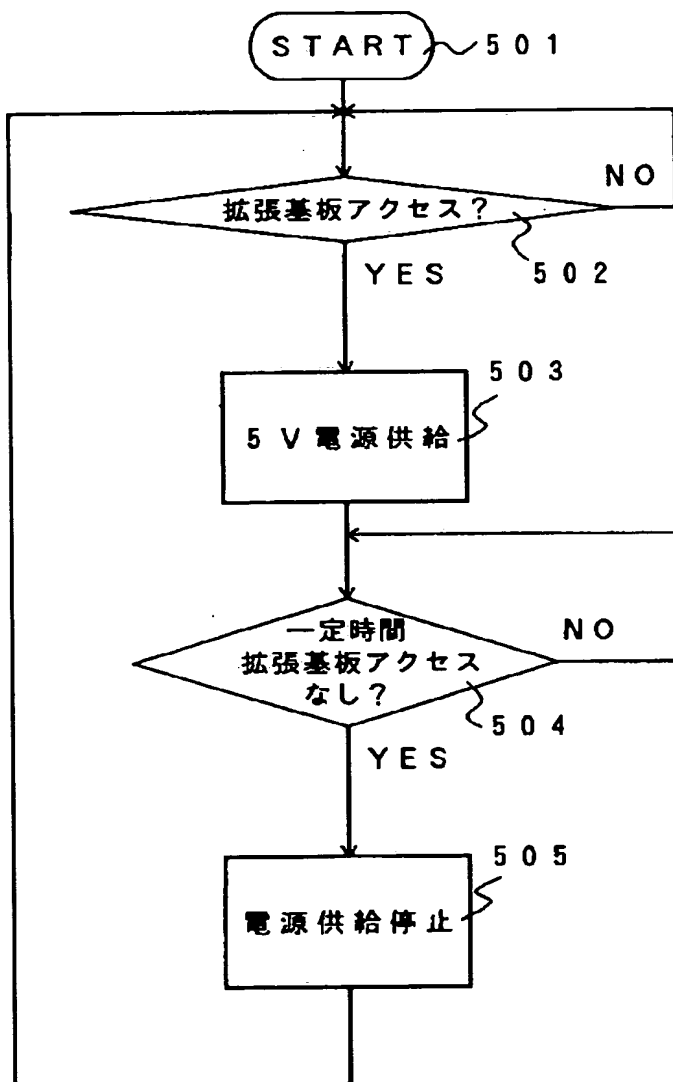 START
501
NO
拡張基板アクセス?
502
YES
503
5V電源供給
一定時間
拡張基板アクセス
なし?
NO
504
YES
505
電源供給停止